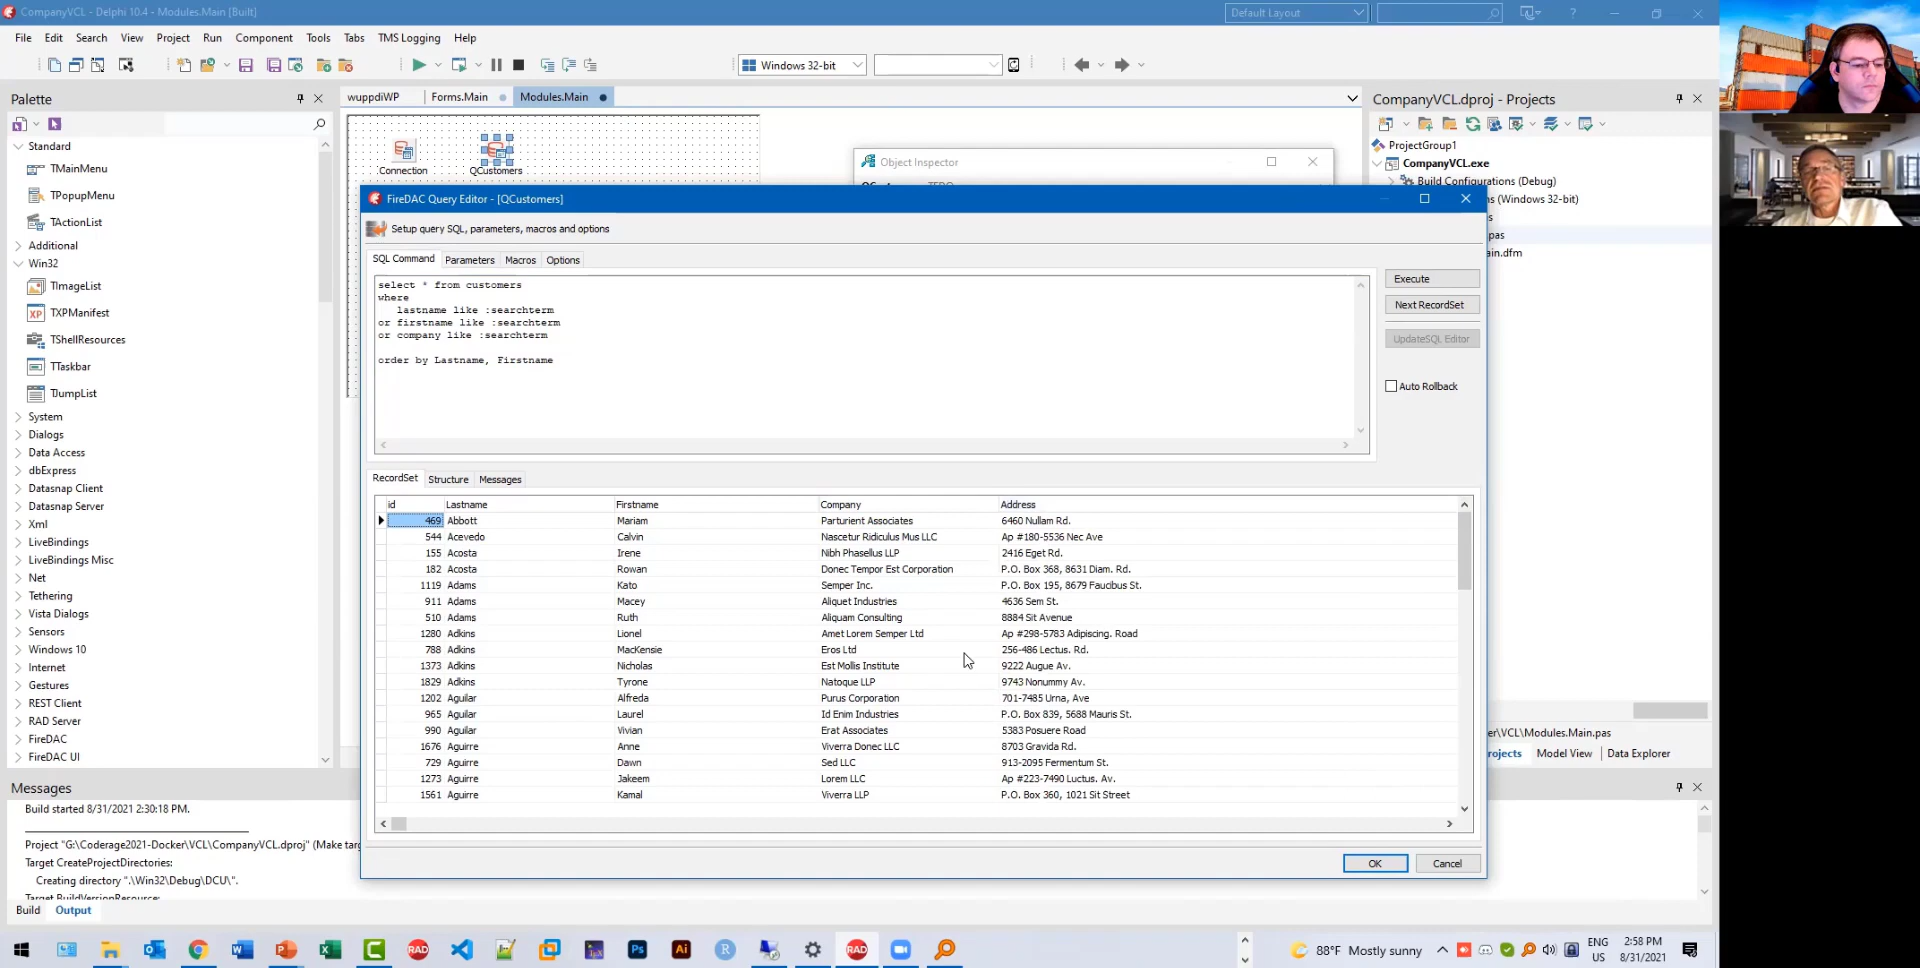 CompanyVCL - Delphi 10.4 - Modules.Main [Built]
Default Layout
File Edit Search View Project Run Component Tools Tabs TMS Logging Help
Windows 32-bit
Palette
wuppdiWP Forms.Main Modules.Main
CompanyVCL.dproj - Projects
Standard
TMainMenu
TPopupMenu
TActionList
Additional
Win32
TImageList
XP TXPManifest
TShellResources
TTaskbar
TJumpList
System
Dialogs
Data Access
dbExpress
Datasnap Client
Datasnap Server
Xml
LiveBindings
LiveBindings Misc
Net
Tethering
Vista Dialogs
Sensors
Windows 10
Internet
Gestures
REST Client
RAD Server
FireDAC
FireDAC UI
Connection QCustomers
Object Inspector
ProjectGroup1
CompanyVCL.exe
Build Configurations (Debug)
ns (Windows 32-bit)
s
pas
ain.dfm
FireDAC Query Editor - [QCustomers]
Setup query SQL, parameters, macros and options
SQL Command Parameters Macros Options
select * from customers
where
lastname like :searchterm
or firstname like :searchterm
or company like :searchterm
order by Lastname, Firstname
Execute
Next RecordSet
UpdateSQL Editor
Auto Rollback
RecordSet Structure Messages
id Lastname Firstname Company Address
469 Abbott Mariam Parturient Associates 6460 Nullam Rd.
544 Acevedo Calvin Nascetur Ridiculus Mus LLC Ap #180-5536 Nec Ave
155 Acosta Irene Nibh Phasellus LLP 2416 Eget Rd.
182 Acosta Rowan Donec Tempor Est Corporation P.O. Box 368, 8631 Diam. Rd.
1119 Adams Kato Semper Inc. P.O. Box 195, 8679 Faucibus St.
911 Adams Macey Aliquet Industries 4636 Sem St.
510 Adams Ruth Aliquam Consulting 8884 Sit Avenue
1280 Adkins Lionel Amet Lorem Semper Ltd Ap #298-5783 Adipiscing. Road
788 Adkins MacKensie Eros Ltd 256-486 Lectus. Rd.
1373 Adkins Nicholas Est Mollis Institute 9222 Augue Av.
1829 Adkins Tyrone Natoque LLP 9743 Nonummy Av.
1202 Aguilar Alfreda Purus Corporation 701-7485 Urna, Ave
965 Aguilar Laurel Id Enim Industries P.O. Box 839, 5688 Mauris St.
990 Aguilar Vivian Erat Associates 5383 Posuere Road
1676 Aguirre Anne Viverra Donec LLC 8703 Gravida Rd.
729 Aguirre Dawn Sed LLC 913-2095 Fermentum St.
1273 Aguirre Jakeem Lorem LLC Ap #223-7490 Luctus. Av.
1561 Aguirre Kamal Viverra LLP P.O. Box 360, 1021 Sit Street
OK Cancel
er\VCL\Modules.Main.pas
rojects Model View Data Explorer
Messages
Build started 8/31/2021 2:30:18 PM.
Project "G:\Coderage2021-Docker\VCL\CompanyVCL.dproj" (Make targ
Target CreateProjectDirectories:
Creating directory ".\Win32\Debug\DCU\".
Target BuildVersionResource:
Build Output
RAD Ps Ai R RAD
88°F Mostly sunny
ENG
US
2:58 PM
8/31/2021